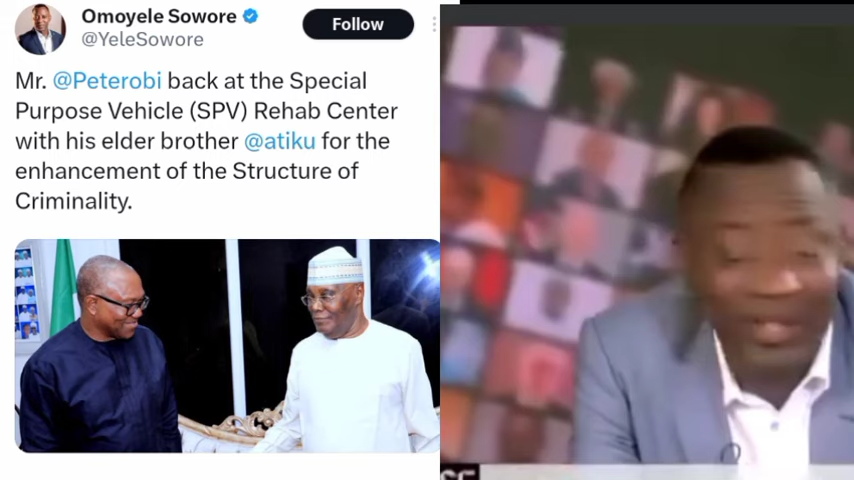 Omoyele Sowore
@YeleSowore
Follow
Mr. @Peterobi back at the Special
Purpose Vehicle (SPV) Rehab Center
with his elder brother @atiku for the
enhancement of the Structure of
Criminality.